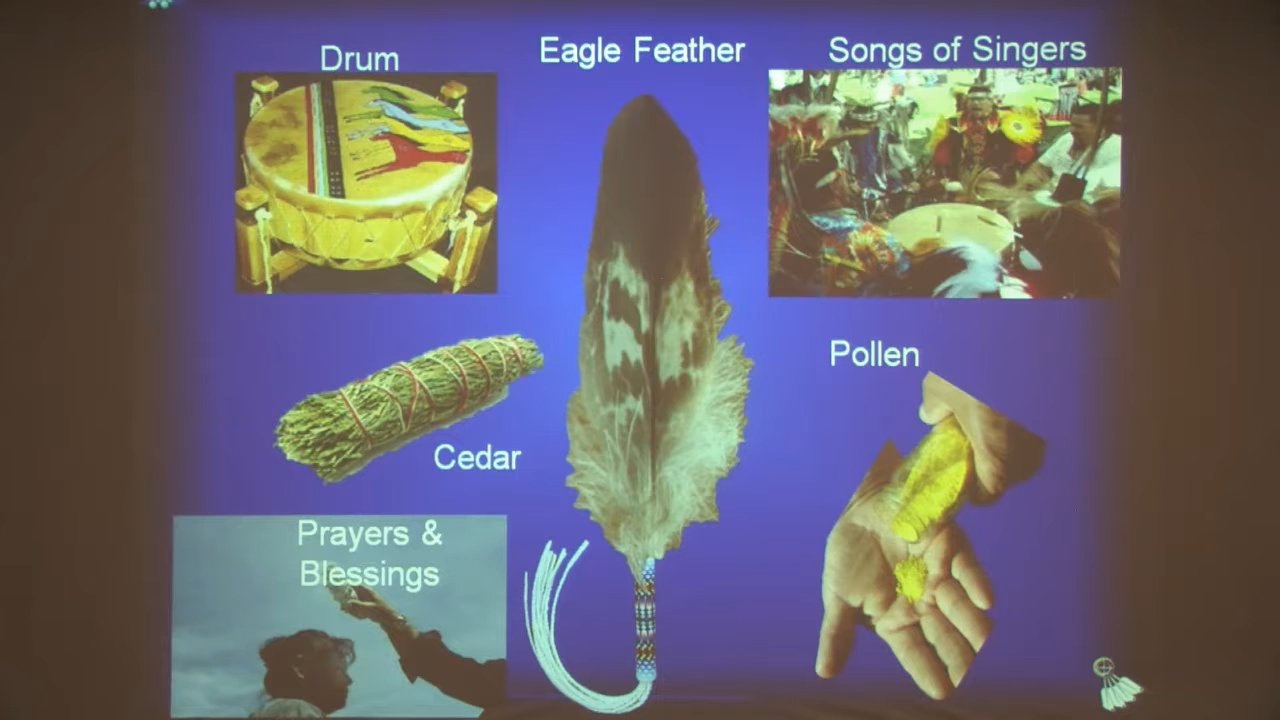 Drum
Eagle Feather
Songs of Singers
Cedar
Pollen
Prayers &
Blessings